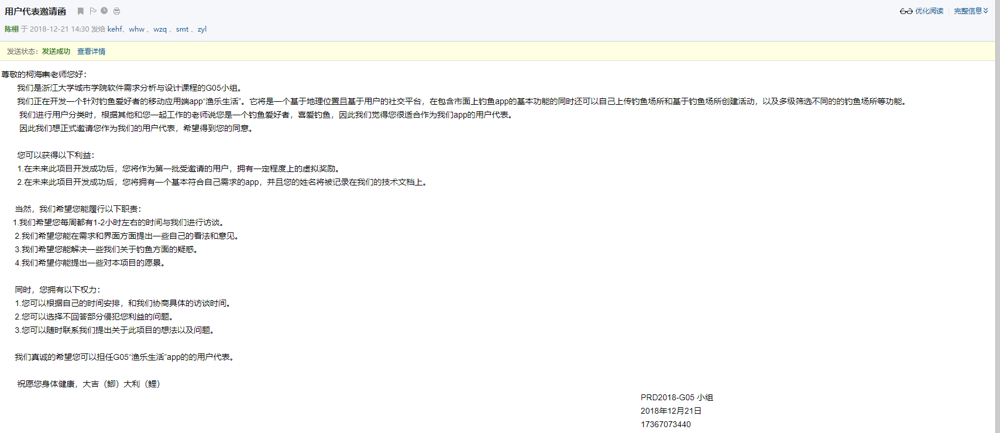 用户代表邀请函
优化阅读 完整信息
陈栩 于 2018-12-21 14:30 发给 kehf、whw 、wzq 、smt 、zyl
发送状态：发送成功 查看详情
尊敬的柯海丰老师您好：
我们是浙江大学城市学院软件需求分析与设计课程的G05小组。
我们正在开发一个针对钓鱼爱好者的移动应用端app“渔乐生活”。它将是一个基于地理位置且基于用户的社交平台，在包含市面上钓鱼app的基本功能的同时还可以自己上传钓鱼场所和基于钓鱼场所创建活动，以及多级筛选不同的的钓鱼场所等功能。
我们进行用户分类时，根据其他和您一起工作的老师说您是一个钓鱼爱好者，喜爱钓鱼，因此我们觉得您很适合作为我们app的用户代表。
因此我们想正式邀请您作为我们的用户代表，希望得到您的同意。
您可以获得以下利益：
1.在未来此项目开发成功后，您将作为第一批受邀请的用户，拥有一定程度上的虚拟奖励。
2.在未来此项目开发成功后，您将拥有一个基本符合自己需求的app，并且您的姓名将被记录在我们的技术文档上。
当然，我们希望您能履行以下职责：
1.我们希望您每周都有1-2小时左右的时间与我们进行访谈。
2.我们希望您能在需求和界面方面提出一些自己的看法和意见。
3.我们希望您能解决一些我们关于钓鱼方面的疑惑。
4.我们希望你能提出一些对本项目的愿景。
同时，您拥有以下权力：
1.您可以根据自己的时间安排，和我们协商具体的访谈时间。
2.您可以选择不回答部分侵犯您利益的问题。
3.您可以随时联系我们提出关于此项目的想法以及问题。
我们真诚的希望您可以担任G05“渔乐生活”app的的用户代表。
祝愿您身体健康，大吉（鲫）大利（鲤）
PRD2018-G05 小组
2018年12月21日
17367073440